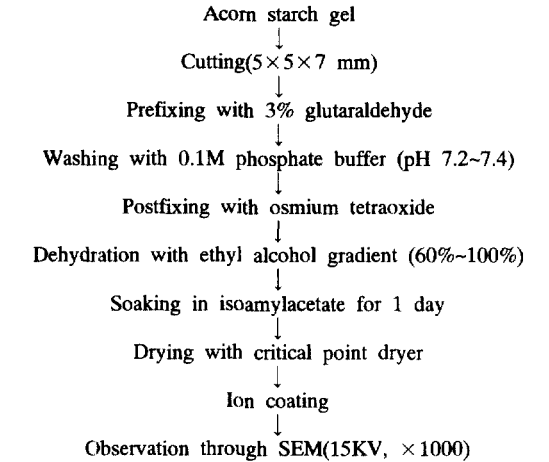 Acorn starch gel
↓
Cutting(5×5×7 mm)
↓
Prefixing with 3% glutaraldehyde
↓
Washing with 0.1M phosphate buffer (pH 7.2~7.4)
↓
Postfixing with osmium tetraoxide
↓
Dehydration with ethyl alcohol gradient (60%~100%)
↓
Soaking in isoamylacetate for 1 day
↓
Drying with critical point dryer
↓
Ion coating
↓
Observation through SEM(15KV, ×1000)